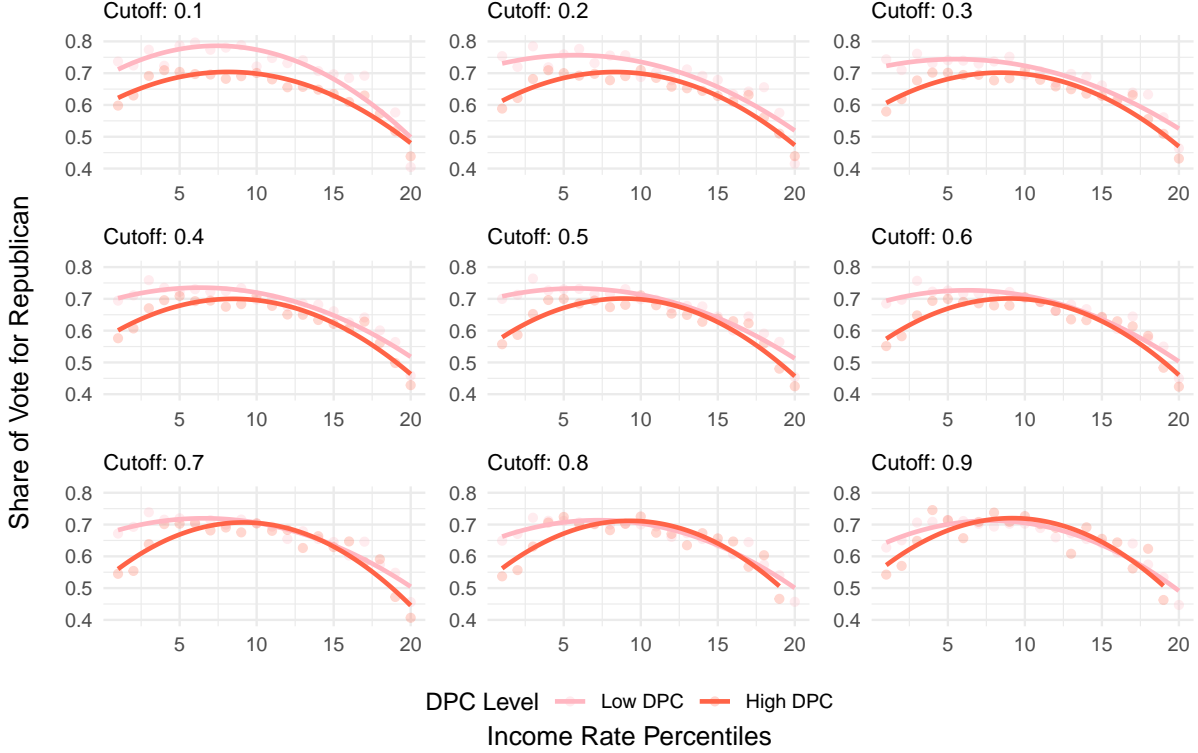 Cutoff: 0.1 Cutoff: 0.2 Cutoff: 0.3
0.8 0.8 0.8
0.7 0.7 0.7
0.6 0.6 0.6
0.5 0.5 0.5
0.4 0.4 0.4
5 10 15 20 5 10 15 20 5 10 15 20
Share of Vote for Republican
Cutoff: 0.4 Cutoff: 0.5 Cutoff: 0.6
0.8 0.8 0.8
0.7 0.7 0.7
0.6 0.6 0.6
0.5 0.5 0.5
0.4 0.4 0.4
5 10 15 20 5 10 15 20 5 10 15 20
Cutoff: 0.7 Cutoff: 0.8 Cutoff: 0.9
0.8 0.8 0.8
0.7 0.7 0.7
0.6 0.6 0.6
0.5 0.5 0.5
0.4 0.4 0.4
5 10 15 20 5 10 15 20 5 10 15 20
DPC Level Low DPC High DPC
Income Rate Percentiles